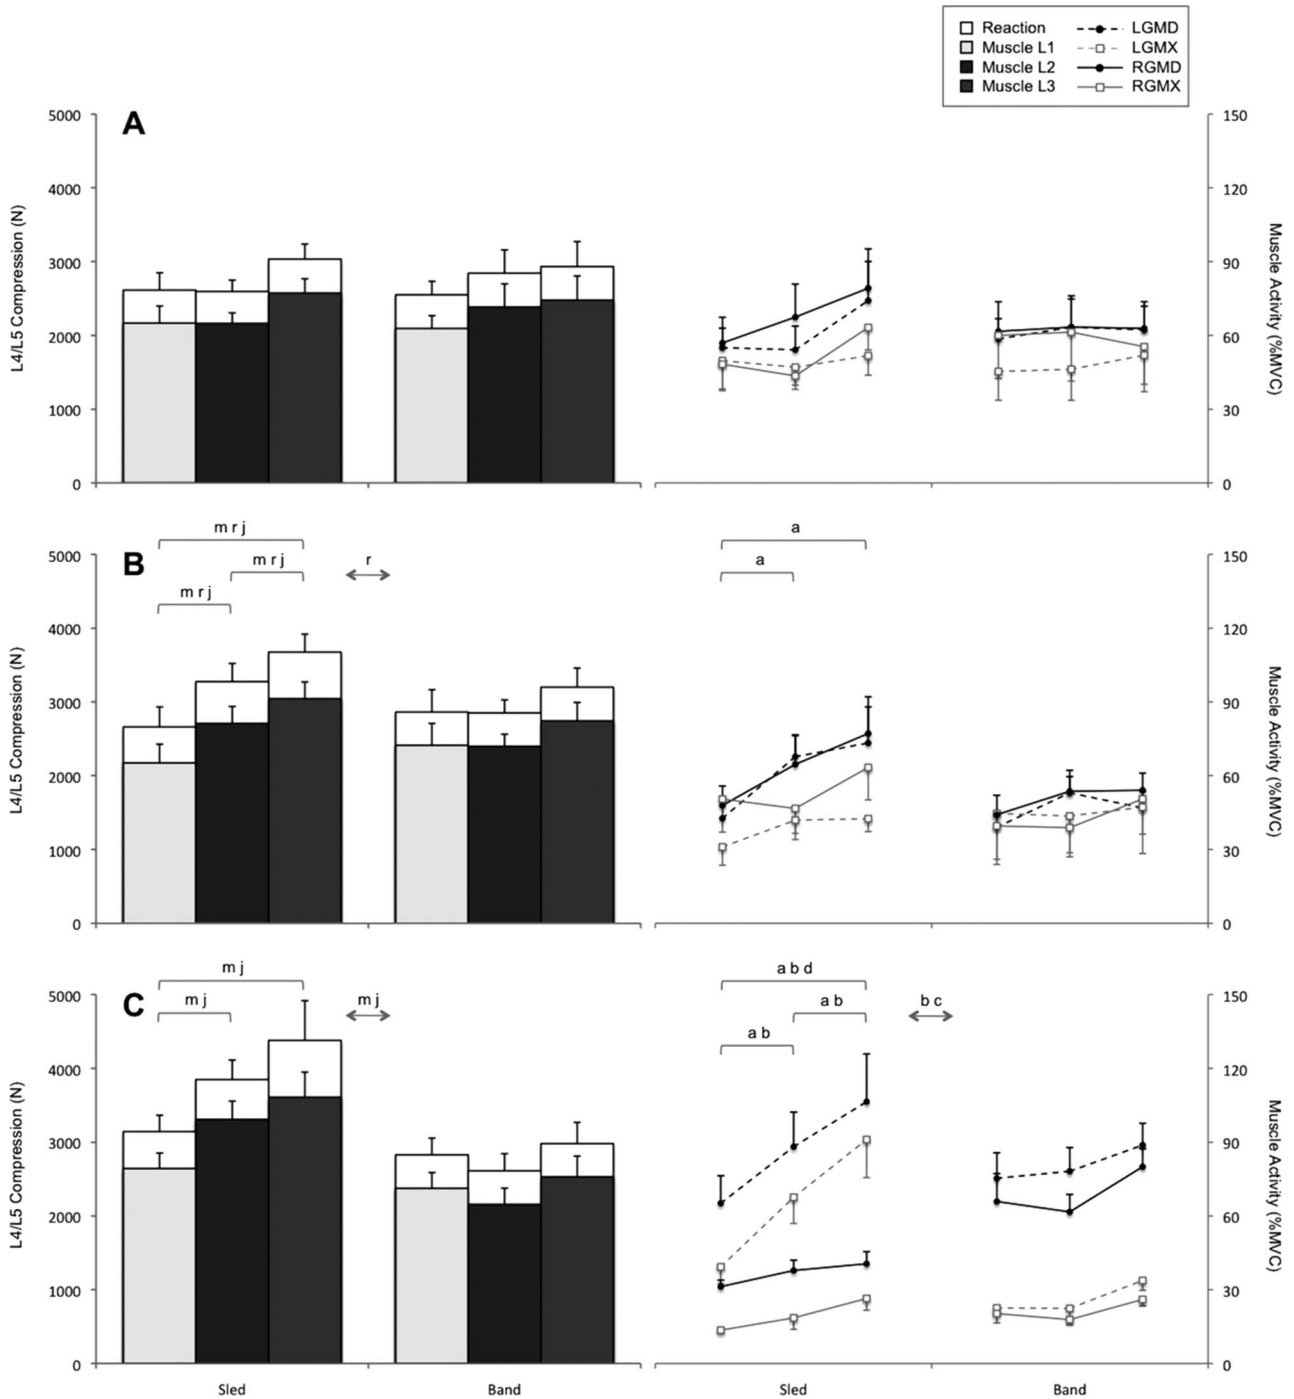 Reaction LGMD
Muscle L1 LGMX
Muscle L2 RGMD
Muscle L3 RGMX
A
5000
4000
3000
2000
1000
0
L4/L5 Compression (N)
150
120
90
60
30
0
Muscle Activity (%MVC)
B
m r j
m r j
m r j
r
a
a
5000
4000
3000
2000
1000
0
L4/L5 Compression (N)
150
120
90
60
30
0
Muscle Activity (%MVC)
C
m j
m j
m j
a b d
a b
a b
b c
5000
4000
3000
2000
1000
0
L4/L5 Compression (N)
150
120
90
60
30
0
Muscle Activity (%MVC)
Sled Band Sled Band